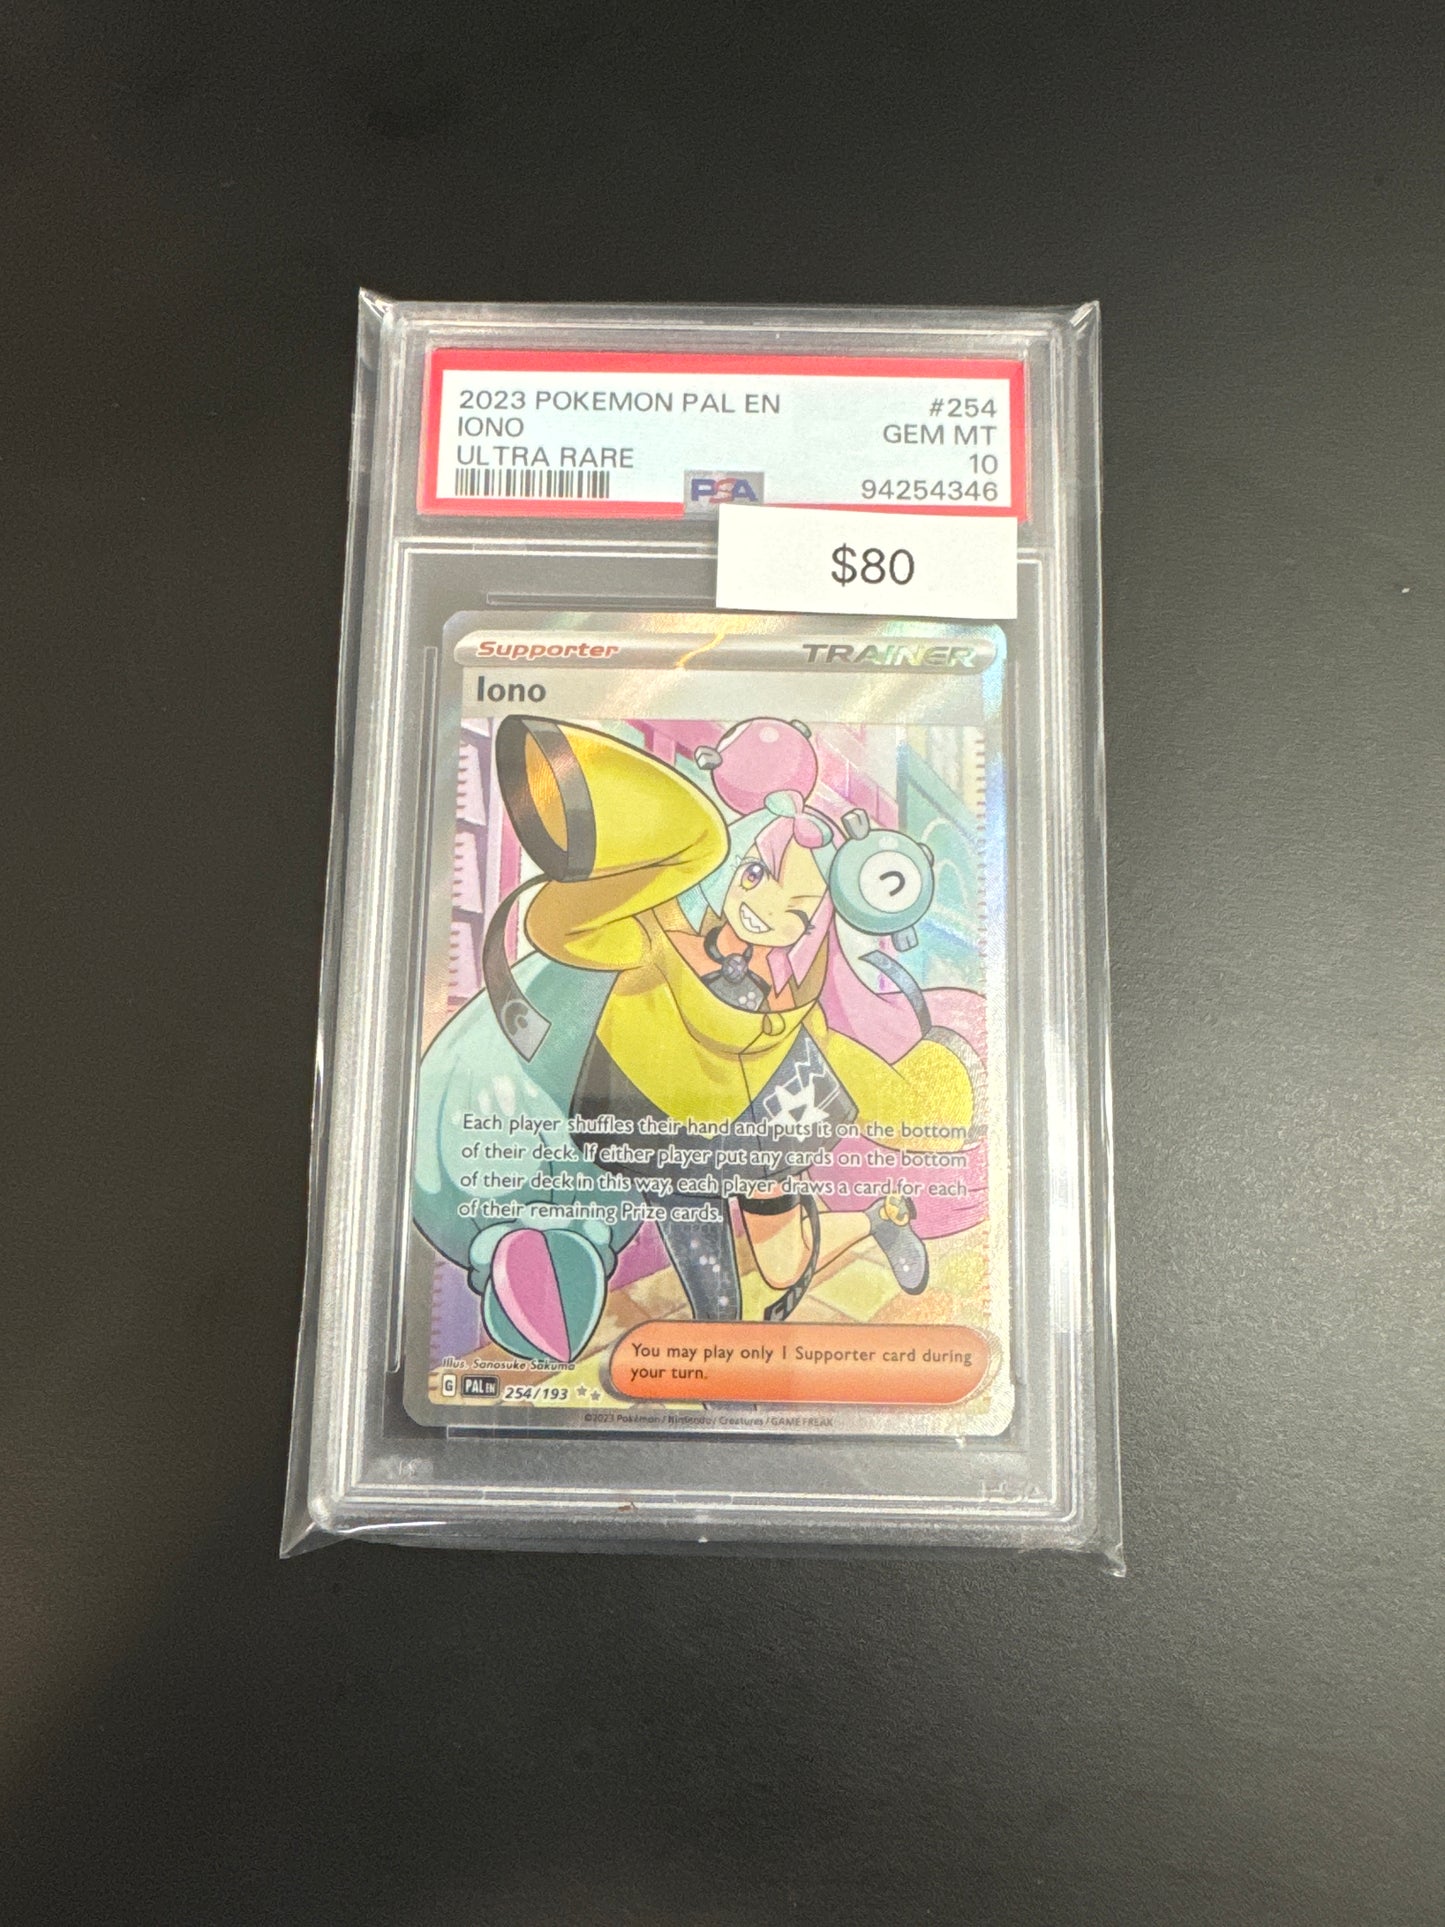 2023 POKEMON PAL EN #254
IONO GEM MT
ULTRA RARE 10
PSA 94254346
$80
Supporter TRAINER
Iono
Each player shuffles their hand and puts it on the bottom
of their deck. If either player put any cards on the bottom
of their deck in this way, each player draws a card for each
of their remaining Prize cards.
You may play only 1 Supporter card during
your turn.
Illus. Sanosuke Sakuma
G PAL EN 254/193
©2023 Pokémon / Nintendo / Creatures / GAME FREAK